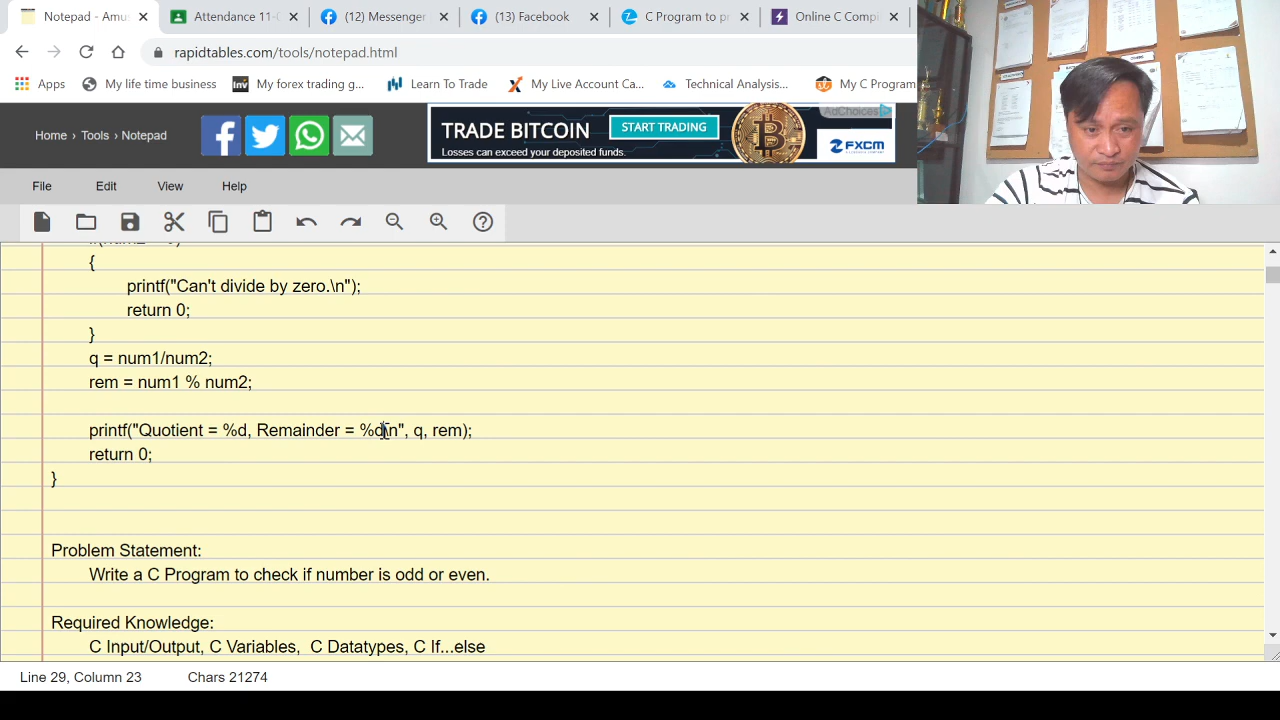 Notepad - Amu
Attendance 11-
(12) Messenger
(13) Facebook
C Program to p
Online C Comp
rapidtables.com/tools/notepad.html
Apps
My life time business
My forex trading g...
Learn To Trade
My Live Account Ca...
Technical Analysis...
My C Program
Home › Tools › Notepad
TRADE BITCOIN
START TRADING
Losses can exceed your deposited funds.
AdChoices
FXCM
File Edit View Help
{
printf("Can't divide by zero.\n");
return 0;
}
q = num1/num2;
rem = num1 % num2;
printf("Quotient = %d, Remainder = %d\n", q, rem);
return 0;
}
Problem Statement:
Write a C Program to check if number is odd or even.
Required Knowledge:
C Input/Output, C Variables, C Datatypes, C If...else
Line 29, Column 23
Chars 21274